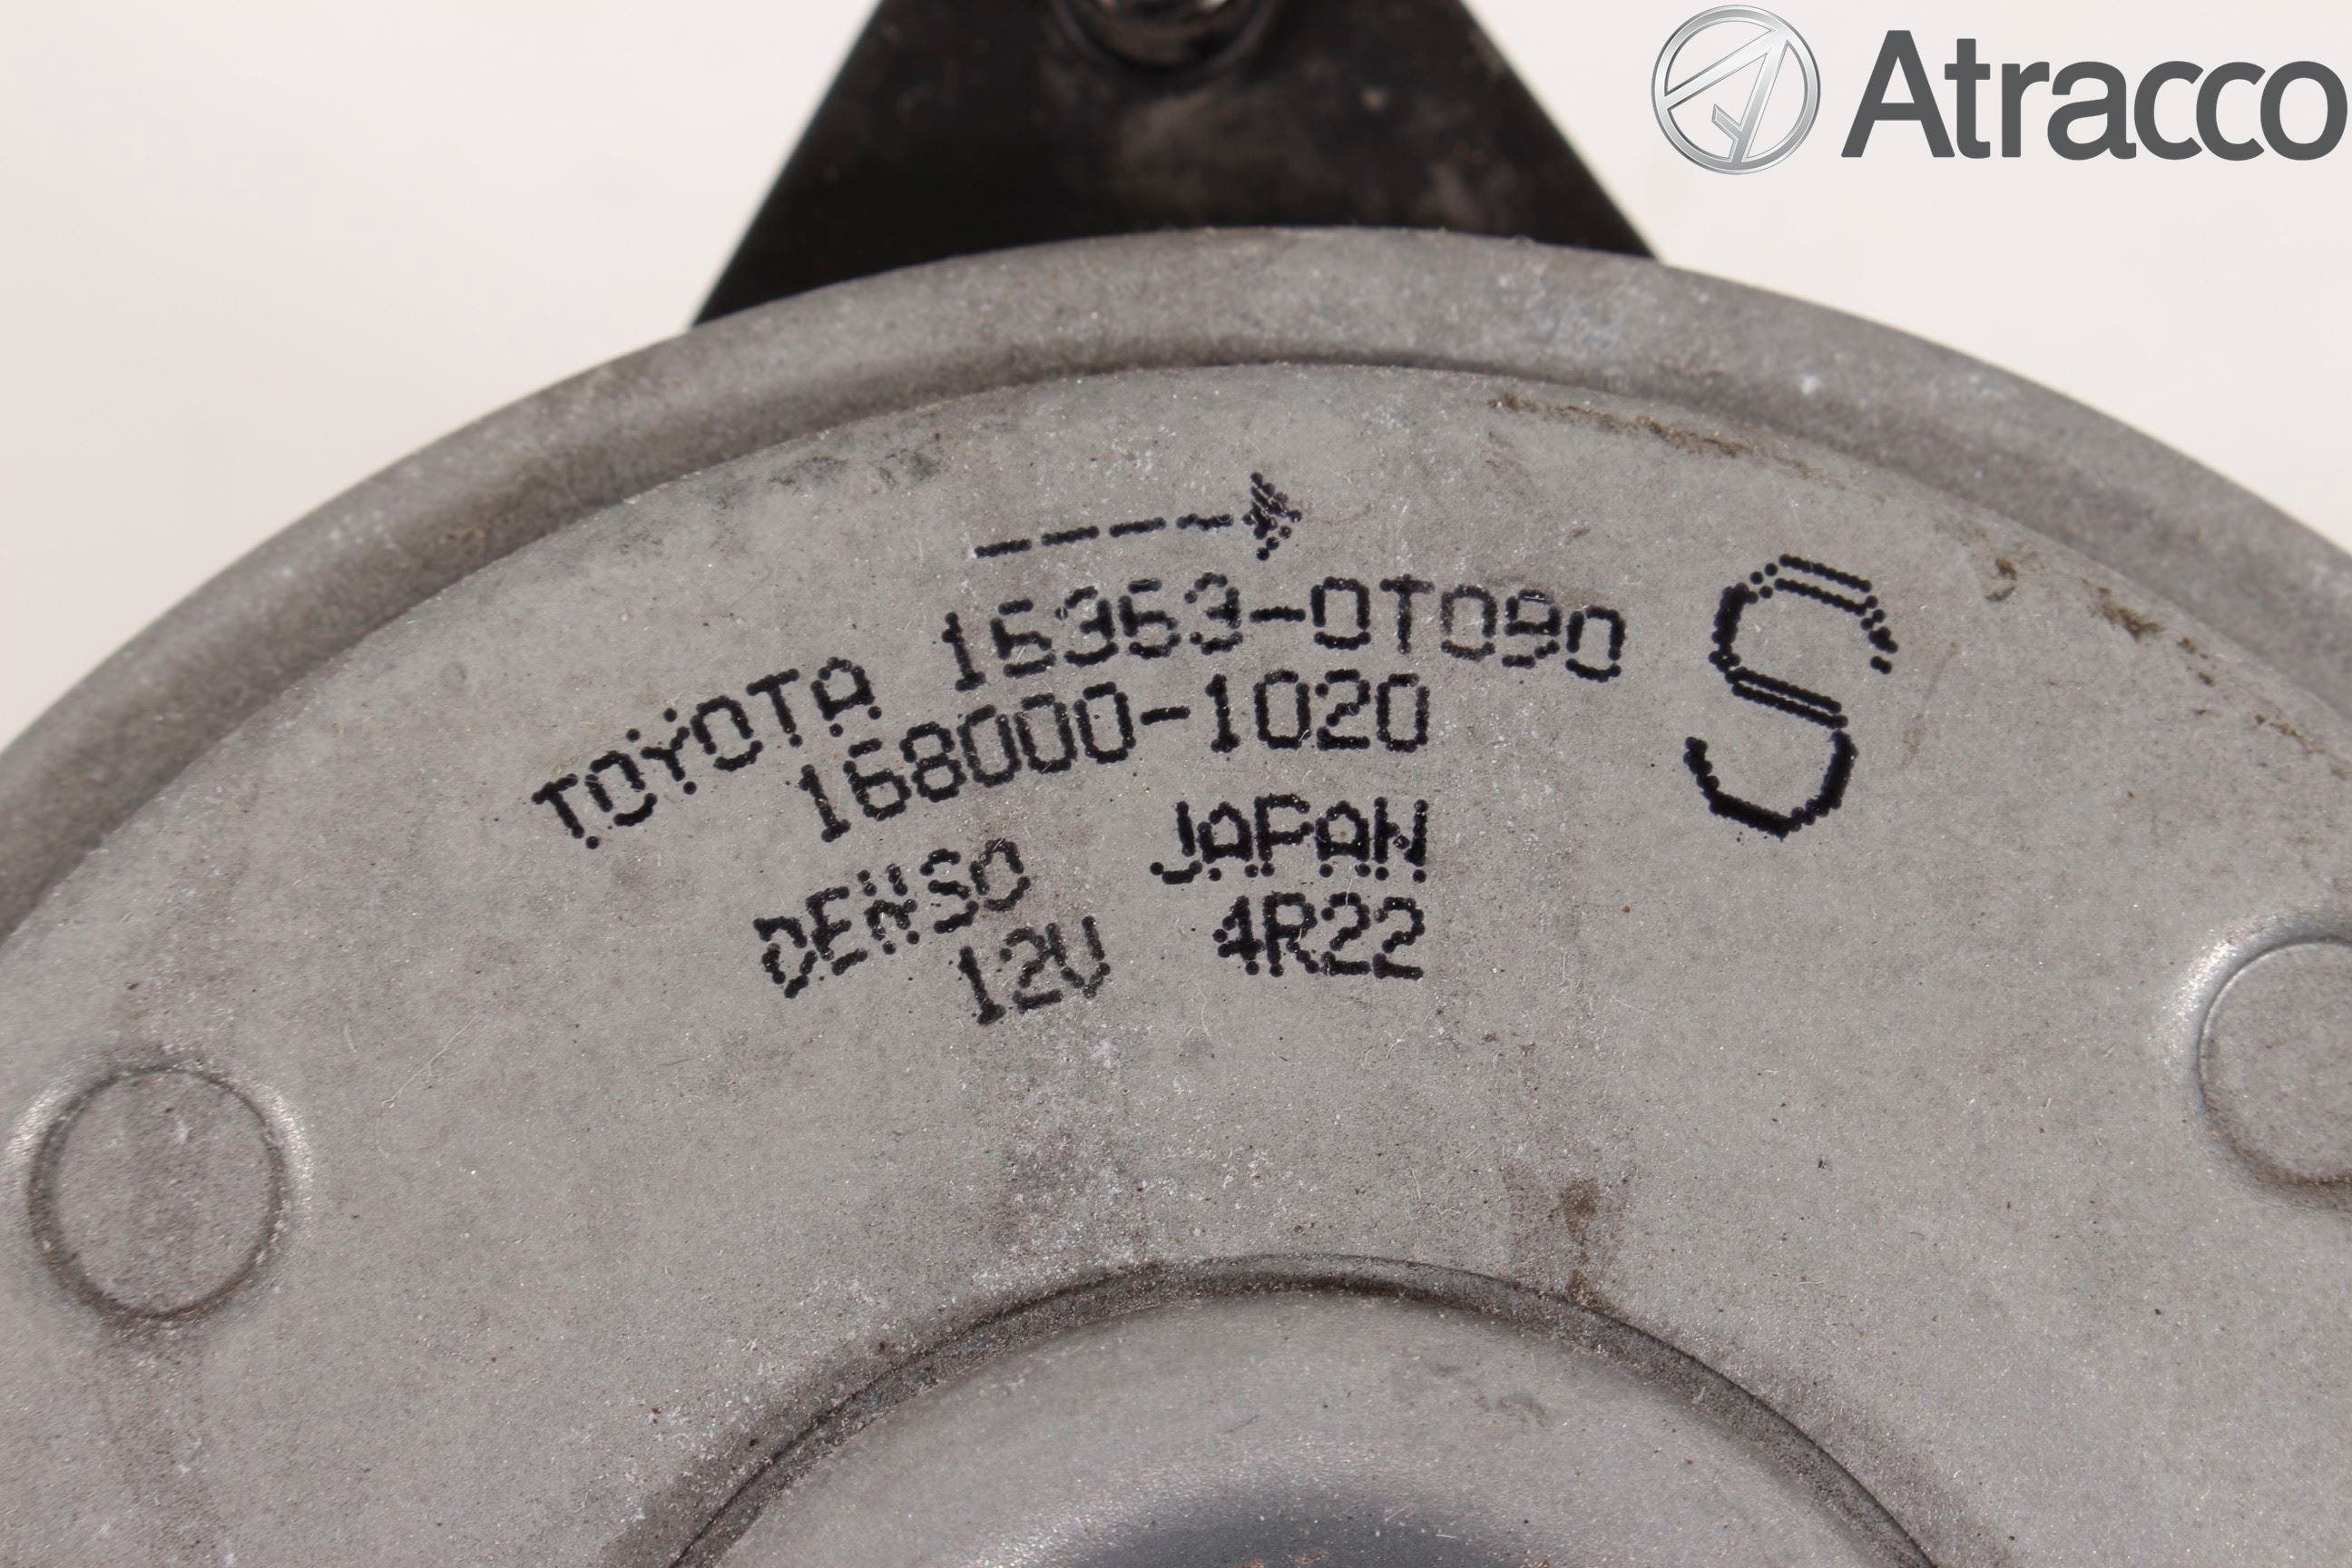 Atracco
TOYOTA 16363-0T090
168000-1020
S
DENSO JAPAN
12V 4R22